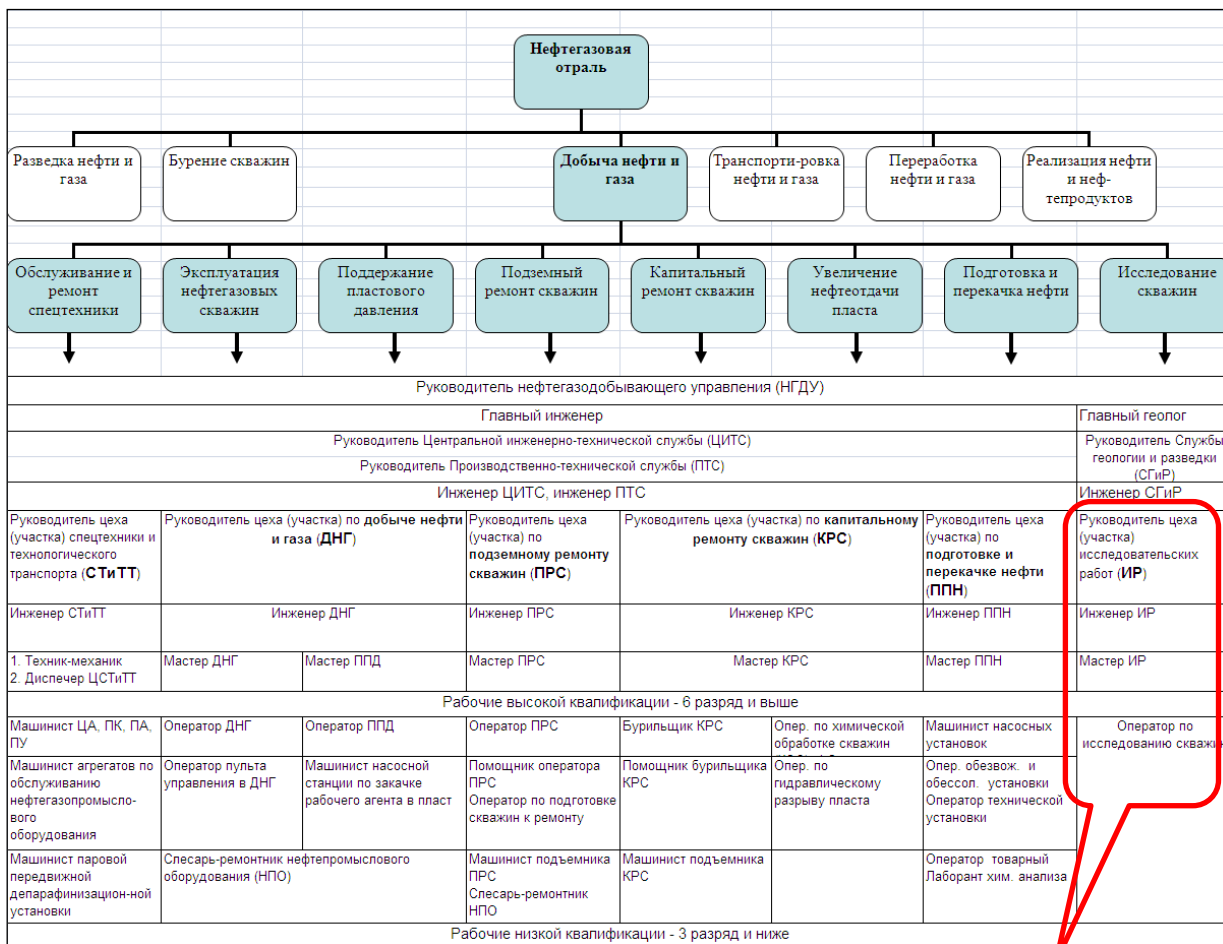 Нефтегазовая
отраль
Разведка нефти и
газа
Бурение скважин
Добыча нефти и
газа
Транспорти-ровка
нефти и газа
Переработка
нефти и газа
Реализация нефти
и неф-
тепродуктов
Обслуживание и
ремонт
спецтехники
Эксплуатация
нефтегазовых
скважин
Поддержание
пластового
давления
Подземный
ремонт скважин
Капитальный
ремонт скважин
Увеличение
нефтеотдачи
пласта
Подготовка и
перекачка нефти
Исследование
скважин
Руководитель нефтегазодобывающего управления (НГДУ)
Главный инженер
Главный геолог
Руководитель Центральной инженерно-технической службы (ЦИТС)
Руководитель Производственно-технической службы (ПТС)
Руководитель Службы
геологии и разведки
(СГиР)
Инженер ЦИТС, инженер ПТС
Инженер СГиР
Руководитель цеха
(участка) спецтехники и
технологического
транспорта (СТиТТ)
Руководитель цеха (участка) по добыче нефти
и газа (ДНГ)
Руководитель цеха
(участка) по
подземному ремонту
скважин (ПРС)
Руководитель цеха (участка) по капитальному
ремонту скважин (КРС)
Руководитель цеха
(участка) по
подготовке и
перекачке нефти
(ППН)
Руководитель цеха
(участка)
исследовательских
работ (ИР)
Инженер СТиТТ
Инженер ДНГ
Инженер ПРС
Инженер КРС
Инженер ППН
Инженер ИР
1. Техник-механик
2. Диспечер ЦСТиТТ
Мастер ДНГ
Мастер ППД
Мастер ПРС
Мастер КРС
Мастер ППН
Мастер ИР
Рабочие высокой квалификации - 6 разряд и выше
Машинист ЦА, ПК, ПА,
ПУ
Оператор ДНГ
Оператор ППД
Оператор ПРС
Бурильщик КРС
Опер. по химической
обработке скважин
Машинист насосных
установок
Оператор по
исследованию скважин
Машинист агрегатов по
обслуживанию
нефтегазопромысло-
вого
оборудования
Оператор пульта
управления в ДНГ
Машинист насосной
станции по закачке
рабочего агента в пласт
Помощник оператора
ПРС
Оператор по подготовке
скважин к ремонту
Помощник бурильщика
КРС
Опер. по
гидравлическому
разрыву пласта
Опер. обезвож. и
обессол. установки
Оператор технической
установки
Машинист паровой
передвижной
депарафинизацион-ной
установки
Слесарь-ремонтник нефтепромыслового
оборудования (НПО)
Машинист подъемника
ПРС
Слесарь-ремонтник
НПО
Машинист подъемника
КРС
Оператор товарный
Лаборант хим. анализа
Рабочие низкой квалификации - 3 разряд и ниже